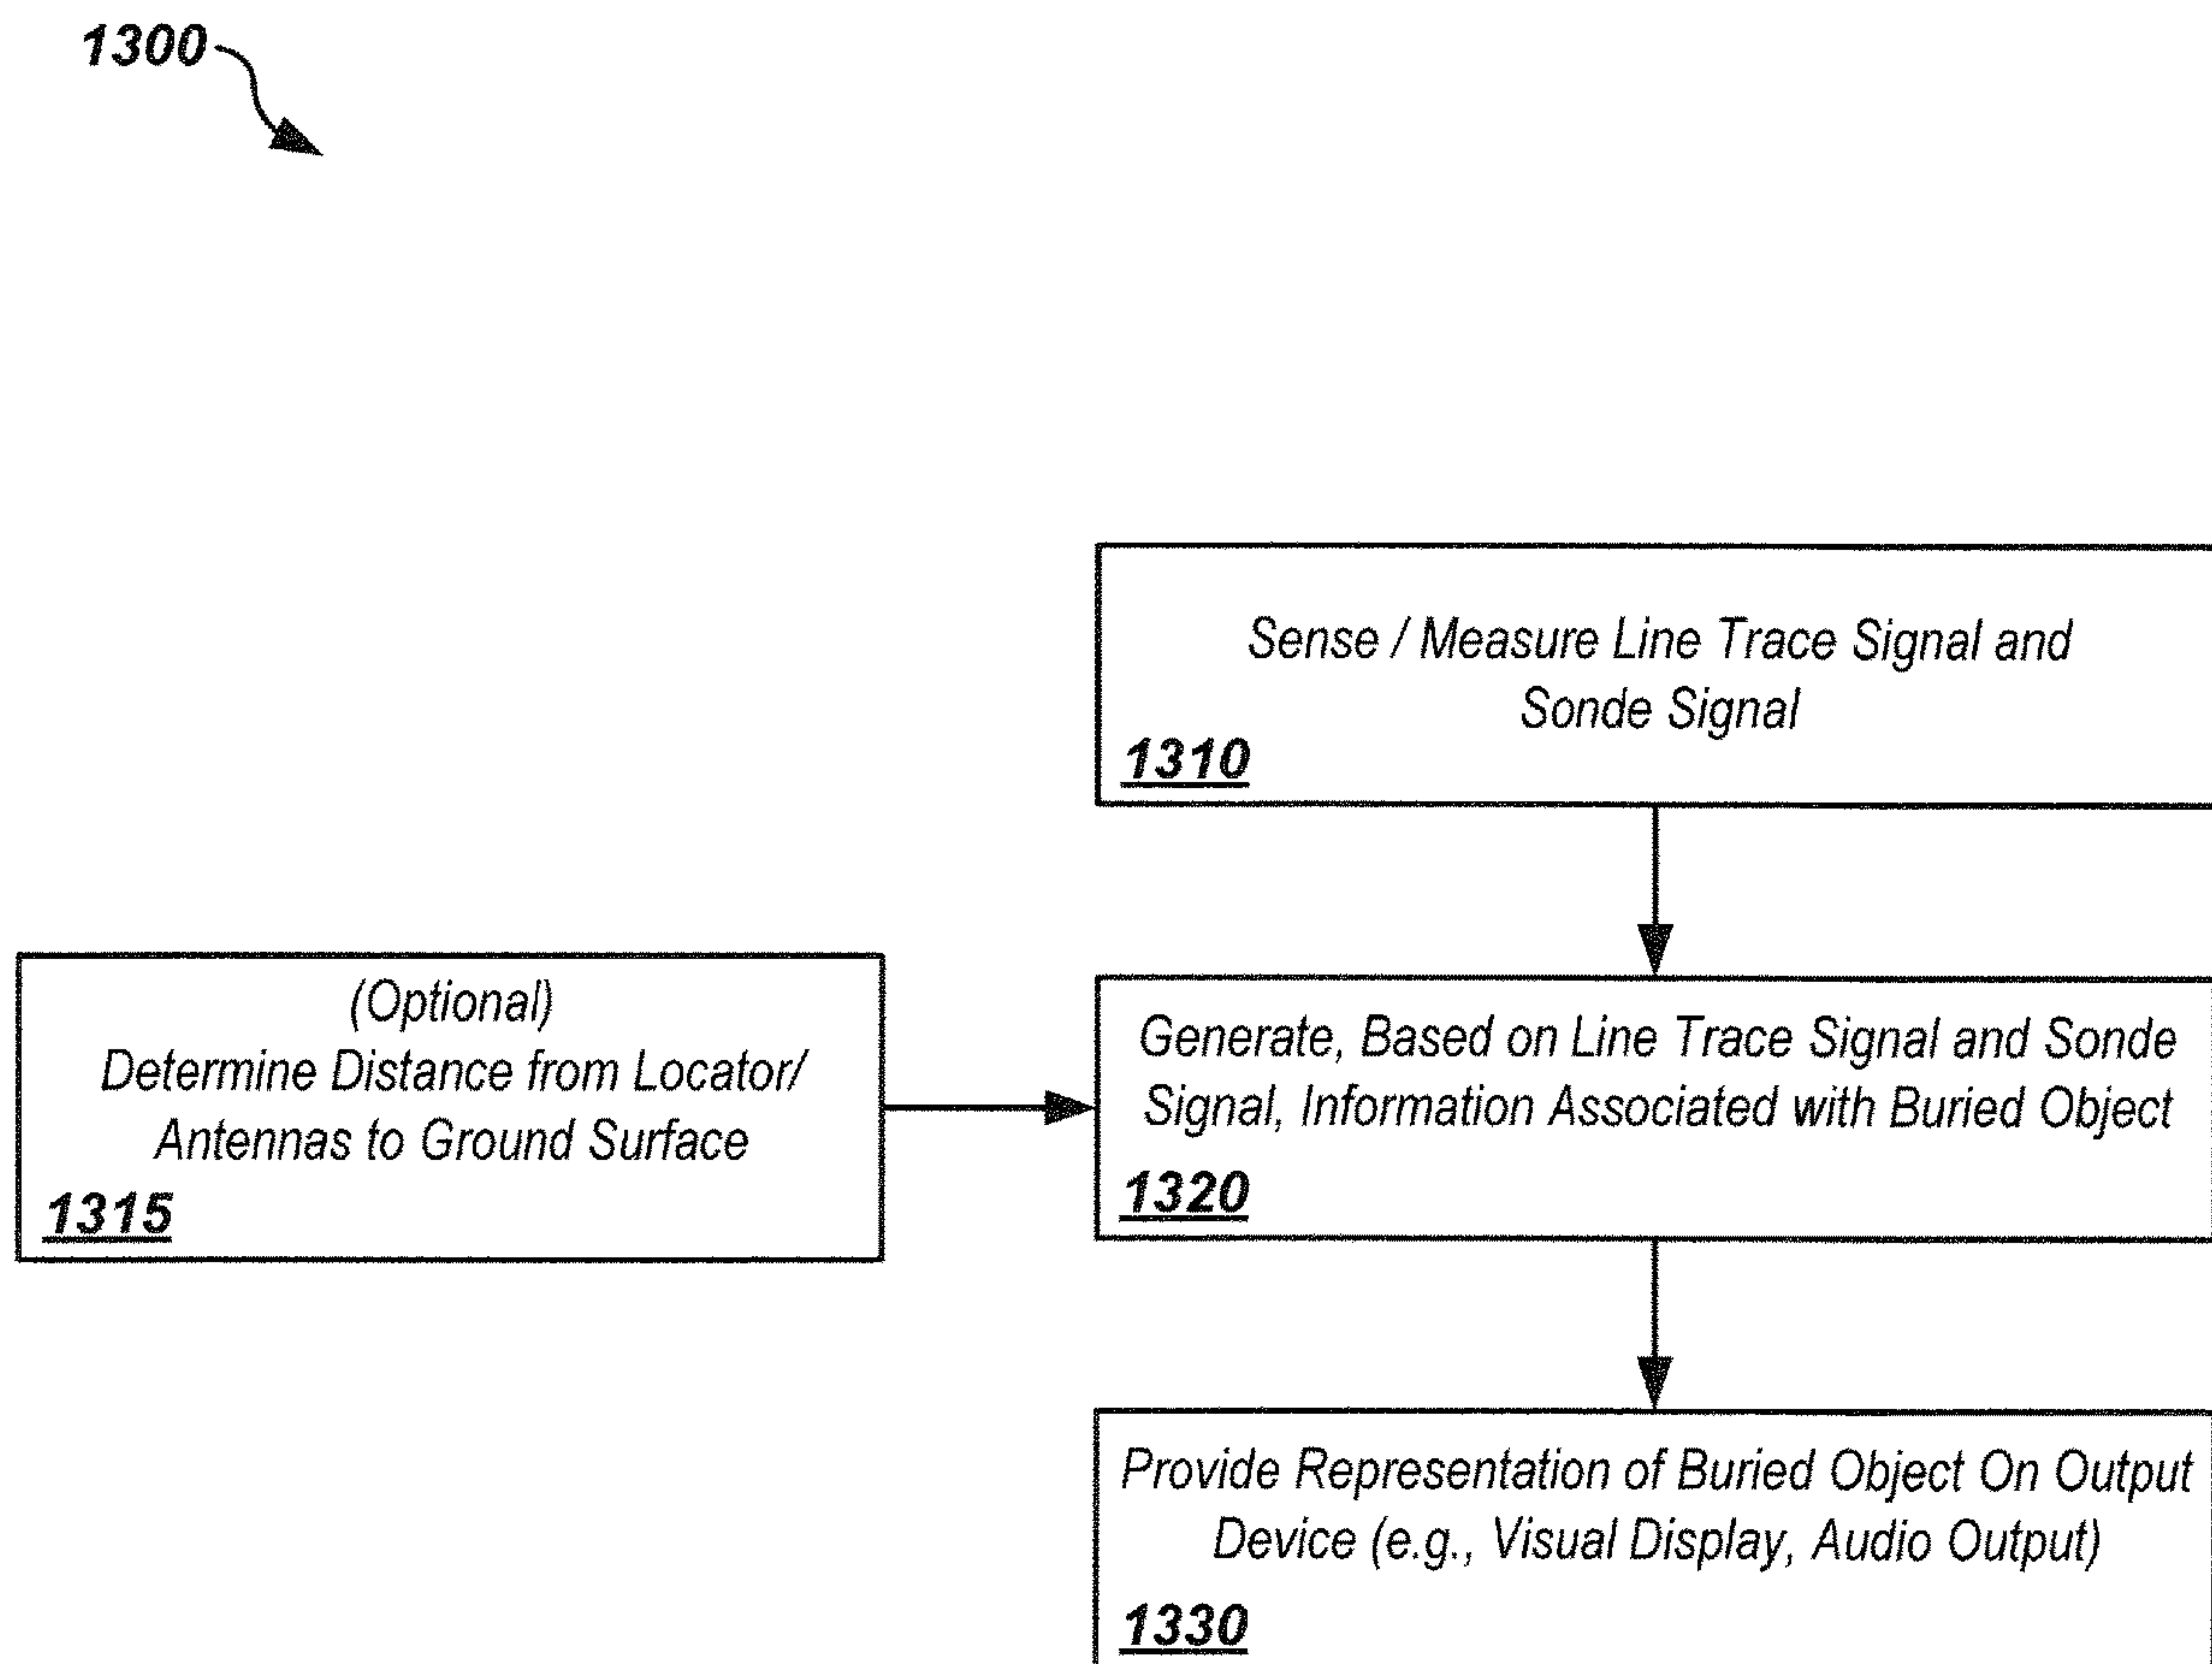 1300
Sense / Measure Line Trace Signal and
Sonde Signal
1310
(Optional)
Determine Distance from Locator/
Antennas to Ground Surface
1315
Generate, Based on Line Trace Signal and Sonde
Signal, Information Associated with Buried Object
1320
Provide Representation of Buried Object On Output
Device (e.g., Visual Display, Audio Output)
1330